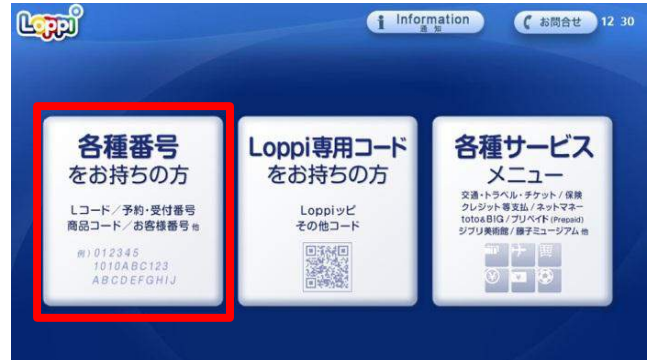 Loppi
i Information
通知
お問合せ
12 30
各種番号
をお持ちの方
Lコード/予約・受付番号
商品コード/お客様番号 他
例) 012345
1010ABC123
ABCDEFGHIJ
Loppi専用コード
をお持ちの方
Loppiッピ
その他コード
各種サービス
メニュー
交通・トラベル・チケット/保険
クレジット等支払/ネットマネー
toto&BIG/プリペイド(Prepaid)
ジブリ美術館/藤子ミュージアム 他